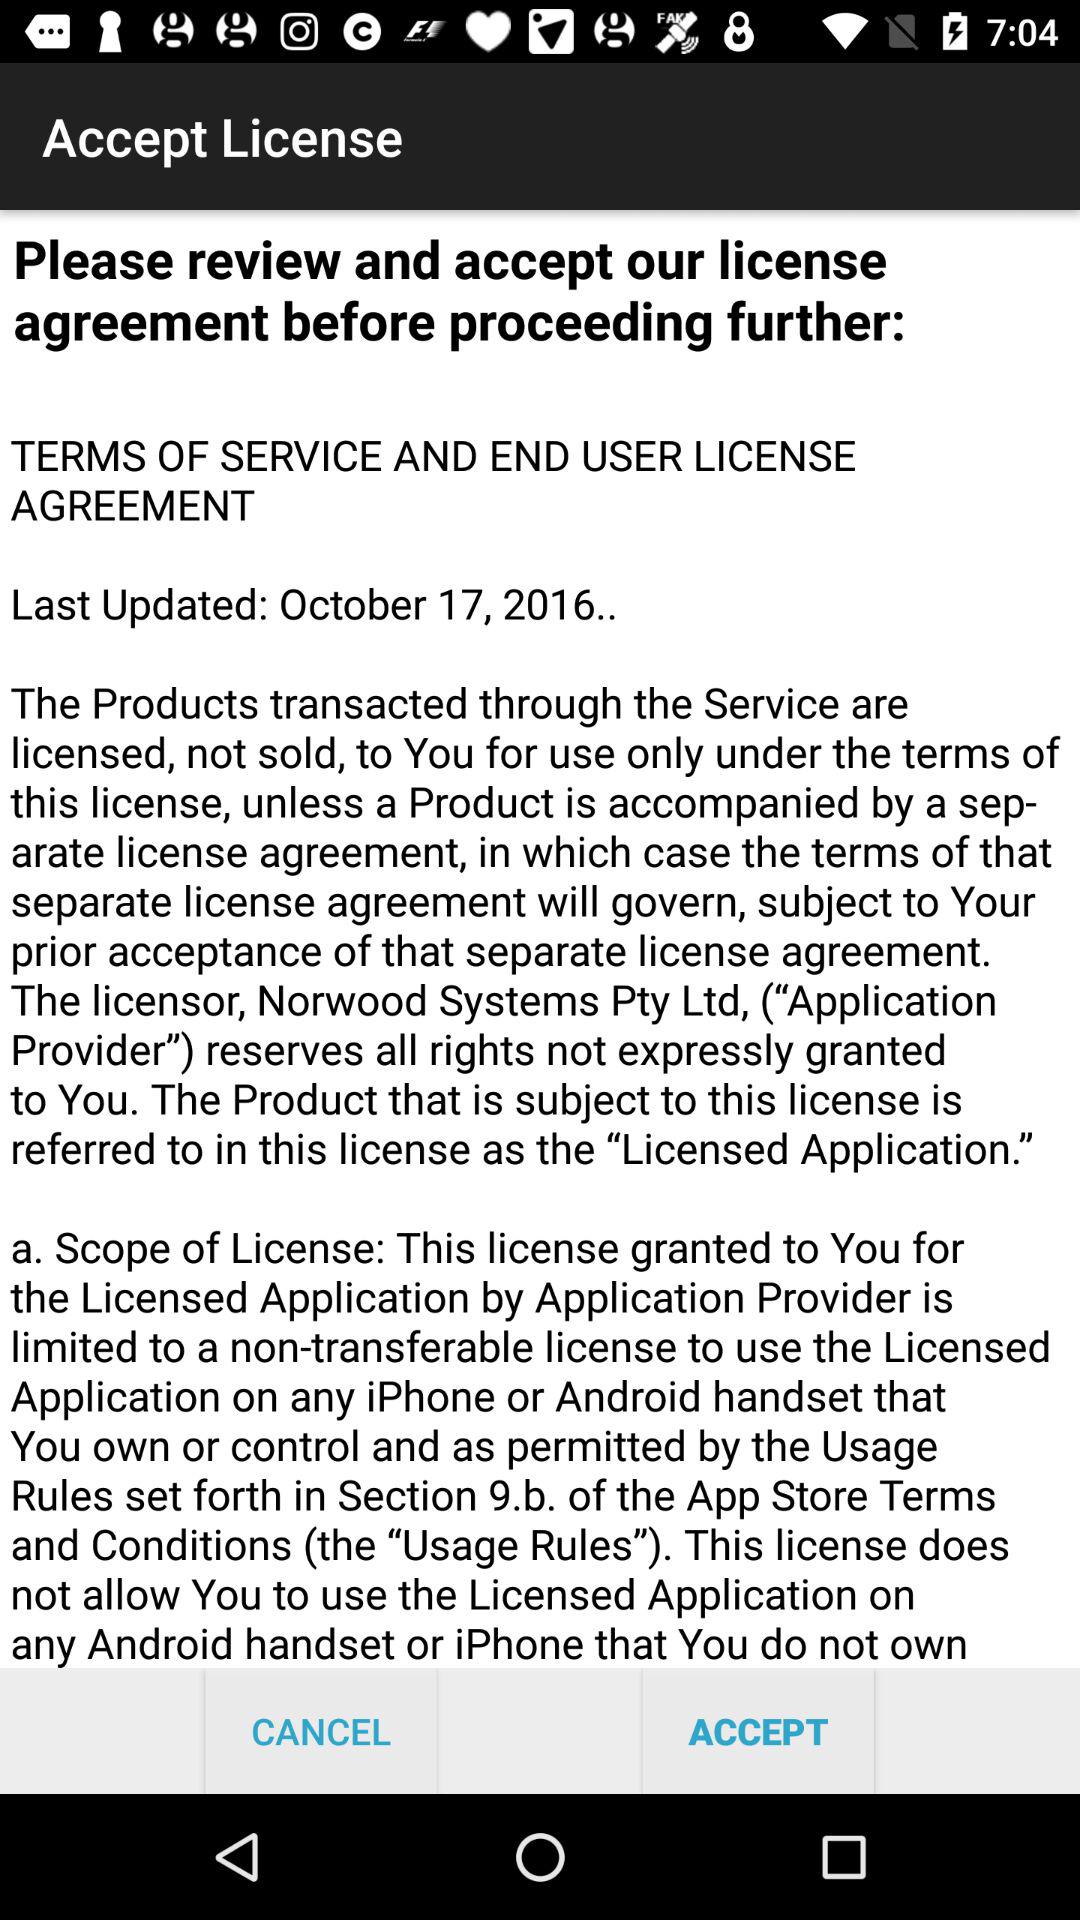 7:04
Accept License
Please review and accept our license
agreement before proceeding further:
TERMS OF SERVICE AND END USER LICENSE
AGREEMENT
Last Updated: October 17, 2016..
The Products transacted through the Service are
licensed, not sold, to You for use only under the terms of
this license, unless a Product is accompanied by a sep-
arate license agreement, in which case the terms of that
separate license agreement will govern, subject to Your
prior acceptance of that separate license agreement.
The licensor, Norwood Systems Pty Ltd, (“Application
Provider”) reserves all rights not expressly granted
to You. The Product that is subject to this license is
referred to in this license as the “Licensed Application.”
a. Scope of License: This license granted to You for
the Licensed Application by Application Provider is
limited to a non-transferable license to use the Licensed
Application on any iPhone or Android handset that
You own or control and as permitted by the Usage
Rules set forth in Section 9.b. of the App Store Terms
and Conditions (the “Usage Rules”). This license does
not allow You to use the Licensed Application on
any Android handset or iPhone that You do not own
CANCEL ACCEPT